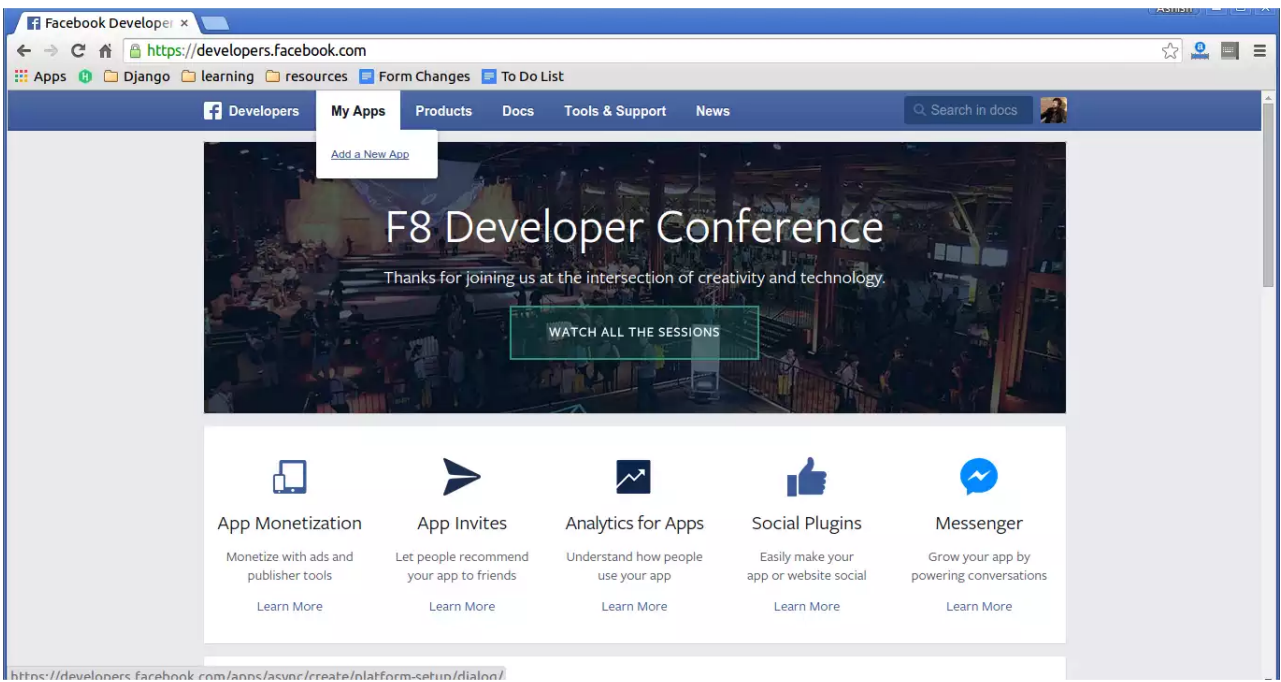 Ashish
Facebook Developer ×
https://developers.facebook.com
Apps Django learning resources Form Changes To Do List
Developers My Apps Products Docs Tools & Support News Search in docs
Add a New App
F8 Developer Conference
Thanks for joining us at the intersection of creativity and technology.
WATCH ALL THE SESSIONS
App Monetization
Monetize with ads and
publisher tools
Learn More
App Invites
Let people recommend
your app to friends
Learn More
Analytics for Apps
Understand how people
use your app
Learn More
Social Plugins
Easily make your
app or website social
Learn More
Messenger
Grow your app by
powering conversations
Learn More
https://developers.facebook.com/apps/async/create/platform-setup/dialog/